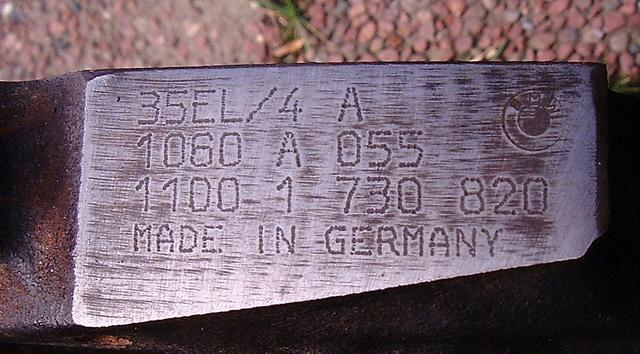 35EL/4 A
1060 A 055
1100 1 730 820
MADE IN GERMANY